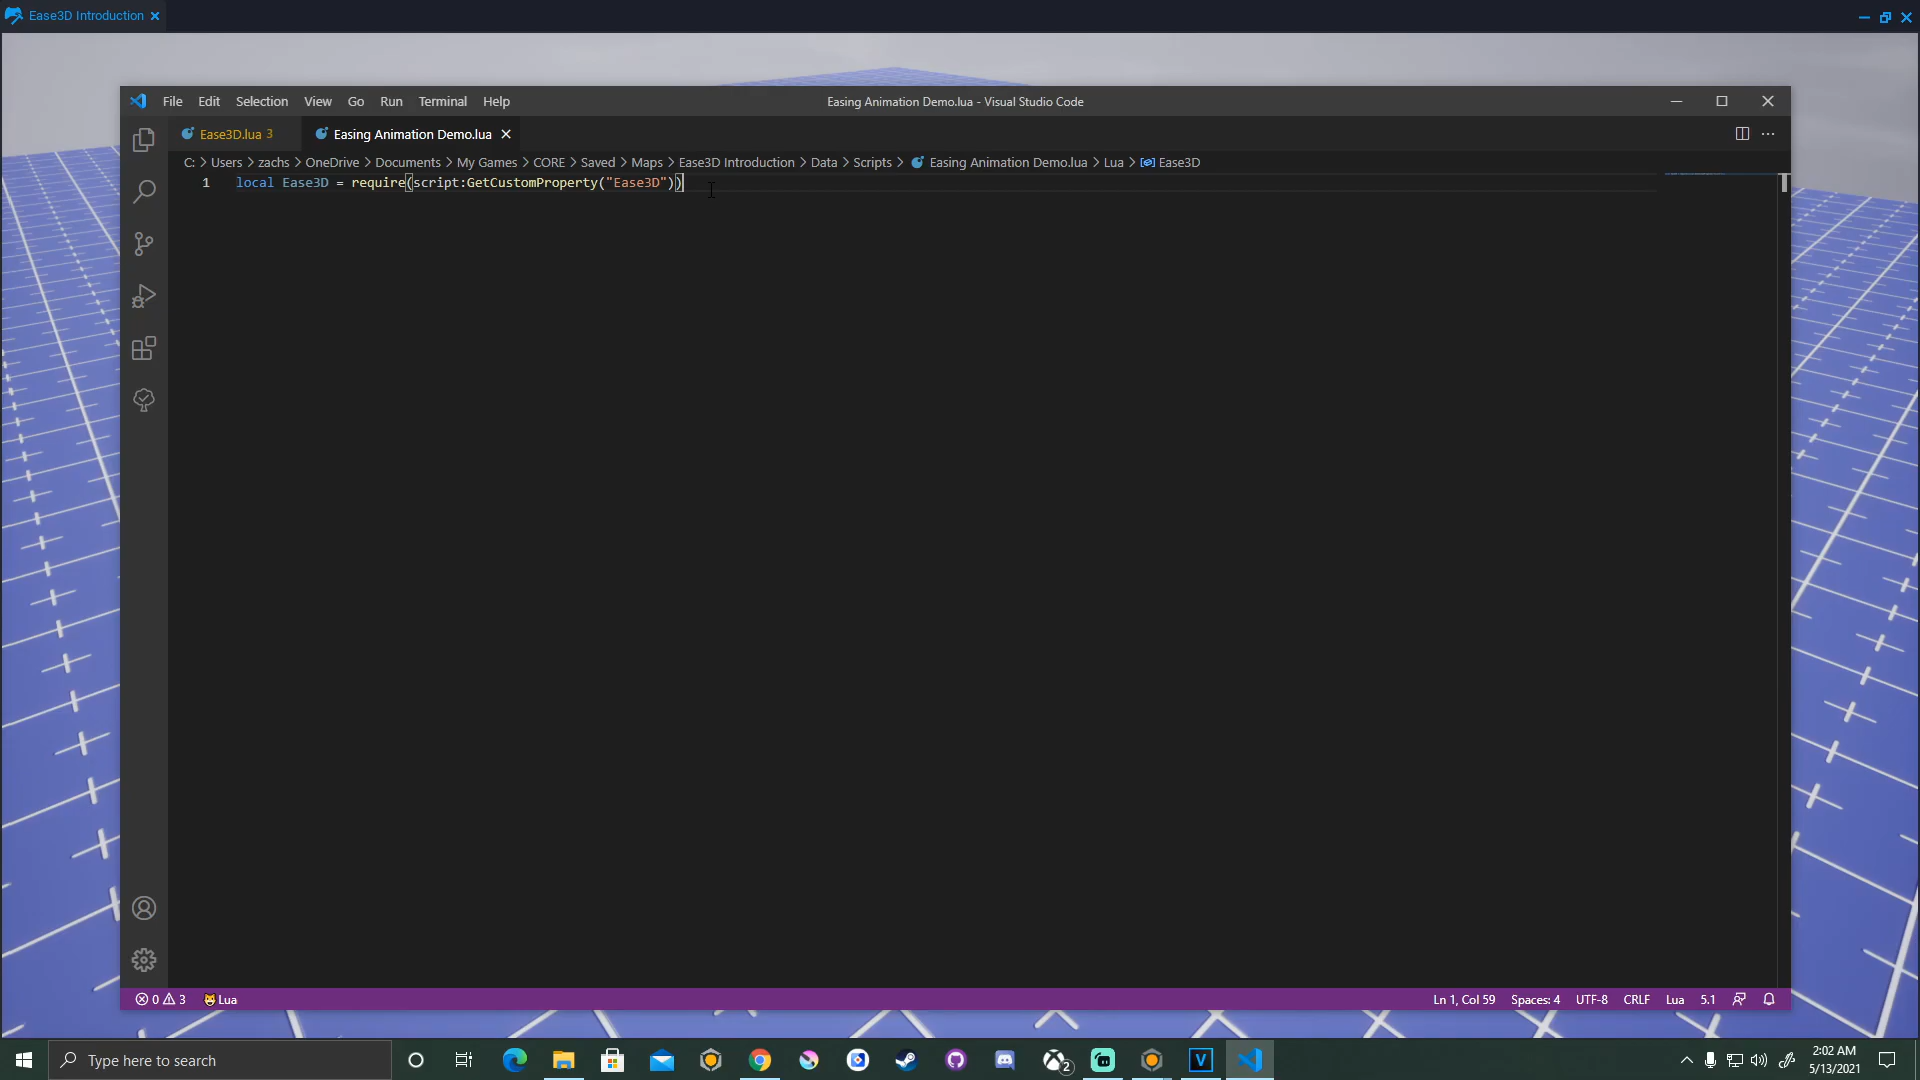 Ease3D Introduction
File Edit Selection View Go Run Terminal Help
Easing Animation Demo.lua - Visual Studio Code
Ease3D.lua 3
Easing Animation Demo.lua
C: > Users > zachs > OneDrive > Documents > My Games > CORE > Saved > Maps > Ease3D Introduction > Data > Scripts > Easing Animation Demo.lua > Lua > Ease3D
1 local Ease3D = require(script:GetCustomProperty("Ease3D"))
0 3 Lua
Ln 1, Col 59 Spaces: 4 UTF-8 CRLF Lua 5.1
Type here to search
2
V
2:02 AM
5/13/2021